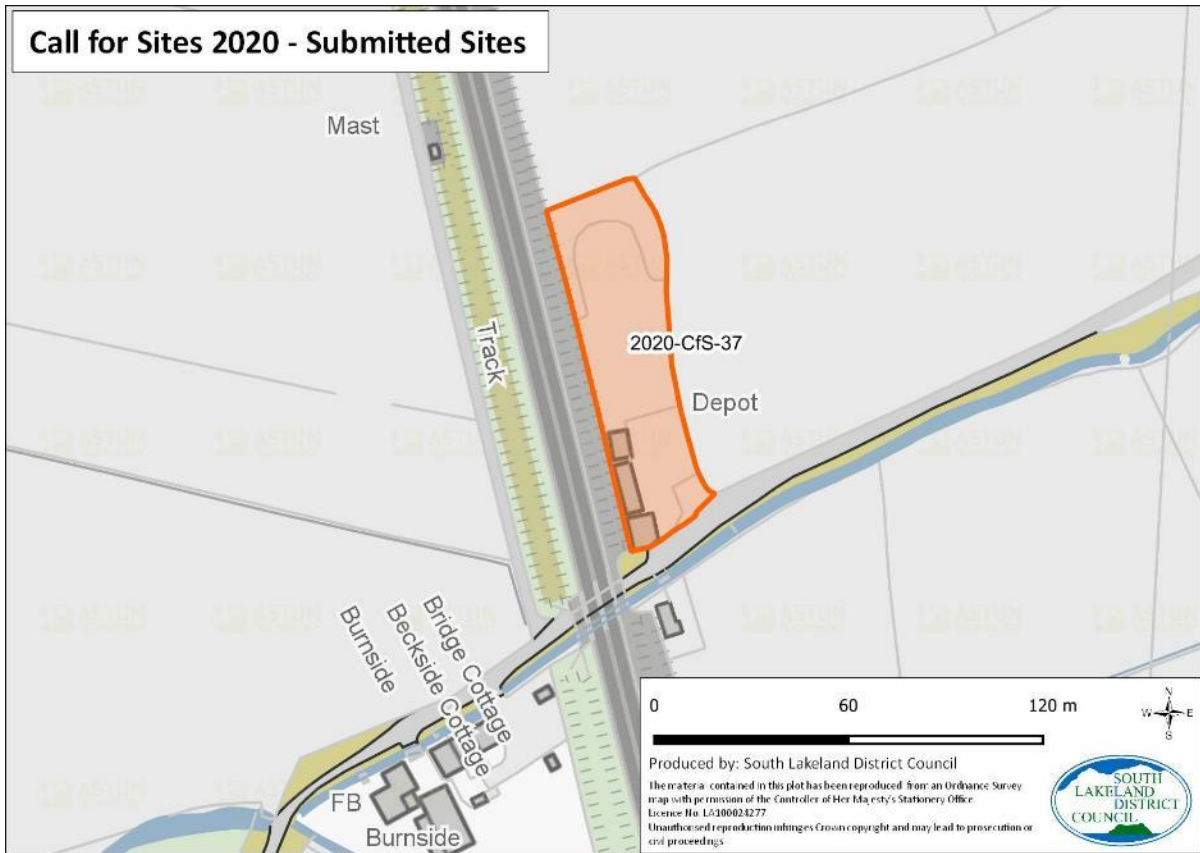 Call for Sites 2020 - Submitted Sites
Mast
Track
2020-CfS-37
Depot
Burnside
Beckside Cottage
Bridge Cottage
FB
Burnside
0 60 120 m
N
W E
S
Produced by: South Lakeland District Council
The material contained in this plot has been reproduced from an Ordnance Survey
map with permission of the Controller of Her Majesty's Stationery Office
Licence No. LA100024277
Unauthorised reproduction infringes Crown copyright and may lead to prosecution or
civil proceedings
SOUTH
LAKELAND
DISTRICT
COUNCIL